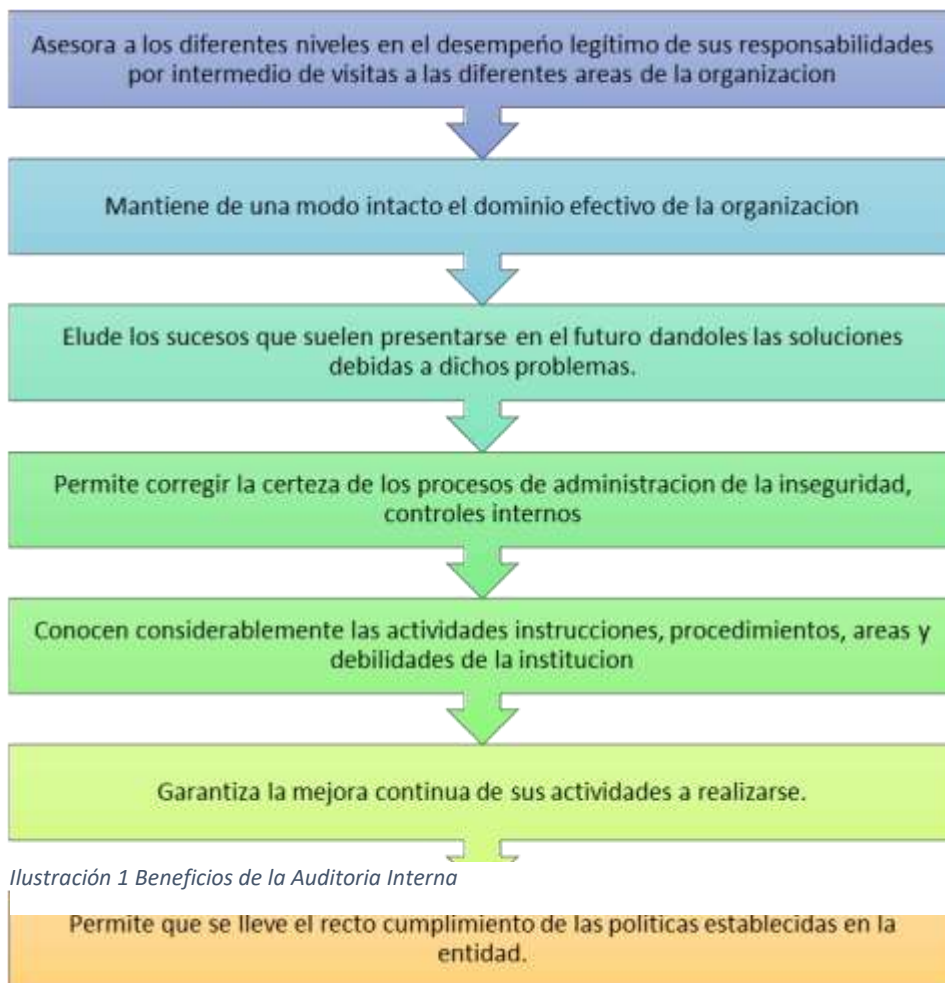 Asesora a los diferentes niveles en el desempeño legítimo de sus responsabilidades
por intermedio de visitas a las diferentes areas de la organizacion
Mantiene de una modo intacto el dominio efectivo de la organizacion
Elude los sucesos que suelen presentarse en el futuro dandoles las soluciones
debidas a dichos problemas.
Permite corregir la certeza de los procesos de administracion de la inseguridad,
controles internos
Conocen considerablemente las actividades instrucciones, procedimientos, areas y
debilidades de la institucion
Garantiza la mejora continua de sus actividades a realizarse.
Ilustración 1 Beneficios de la Auditoria Interna
Permite que se lleve el recto cumplimiento de las políticas establecidas en la
entidad.